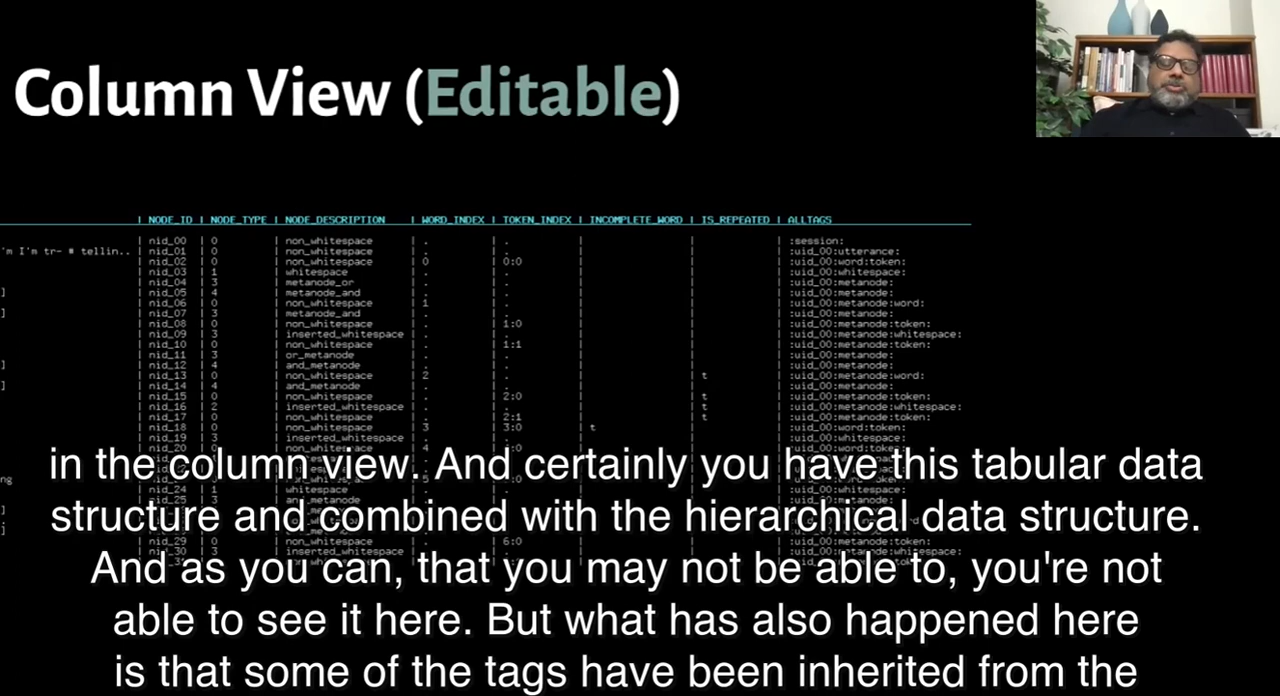 Column View (Editable)
| NODE_ID | NODE_TYPE | NODE_DESCRIPTION | WORD_INDEX | TOKEN_INDEX | INCOMPLETE_WORD | IS_REPEATED | ALLTAGS
| nid_00 | 0 | non_whitespace | . | . | | | :session:
'm I'm tr- # tellin.. | nid_01 | 0 | non_whitespace | . | . | | | :uid_00:utterance:
| nid_02 | 0 | non_whitespace | 0 | 0:0 | | | :uid_00:word:token:
| nid_03 | 1 | whitespace | . | . | | | :uid_00:whitespace:
| nid_04 | 3 | metanode_or | . | . | | | :uid_00:metanode:
] | nid_05 | 4 | metanode_and | . | . | | | :uid_00:metanode:
| nid_06 | 0 | non_whitespace | 1 | . | | | :uid_00:metanode:word:
] | nid_07 | 3 | metanode_and | . | . | | | :uid_00:metanode:
| nid_08 | 0 | non_whitespace | . | 1:0 | | | :uid_00:metanode:token:
| nid_09 | 3 | inserted_whitespace | . | . | | | :uid_00:metanode:whitespace:
| nid_10 | 0 | non_whitespace | . | 1:1 | | | :uid_00:metanode:token:
| nid_11 | 3 | or_metanode | . | . | | | :uid_00:metanode:
] | nid_12 | 4 | and_metanode | . | . | | | :uid_00:metanode:
| nid_13 | 0 | non_whitespace | 2 | . | | t | :uid_00:metanode:word:
] | nid_14 | 4 | and_metanode | . | . | | | :uid_00:metanode:
| nid_15 | 0 | non_whitespace | . | 2:0 | | t | :uid_00:metanode:token:
| nid_16 | 2 | inserted_whitespace | . | . | | t | :uid_00:metanode:whitespace:
| nid_17 | 0 | non_whitespace | . | 2:1 | | t | :uid_00:metanode:token:
| nid_18 | 0 | non_whitespace | 3 | 3:0 | t | | :uid_00:word:token:
| nid_19 | 3 | inserted_whitespace | . | . | | | :uid_00:whitespace:
in the column view. And certainly you have this tabular data
structure and combined with the hierarchical data structure.
And as you can, that you may not be able to, you're not
able to see it here. But what has also happened here
is that some of the tags have been inherited from the